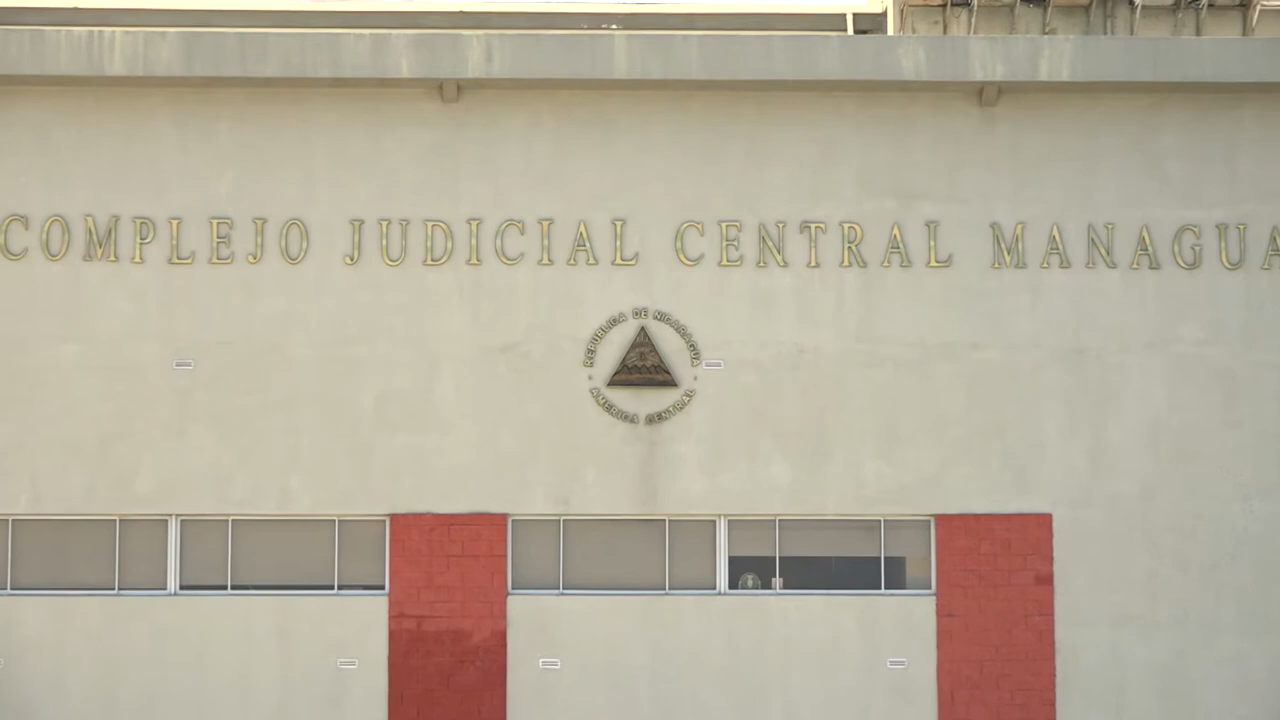 COMPLEJO JUDICIAL CENTRAL MANAGUA
REPUBLICA DE NICARAGUA
AMERICA CENTRAL